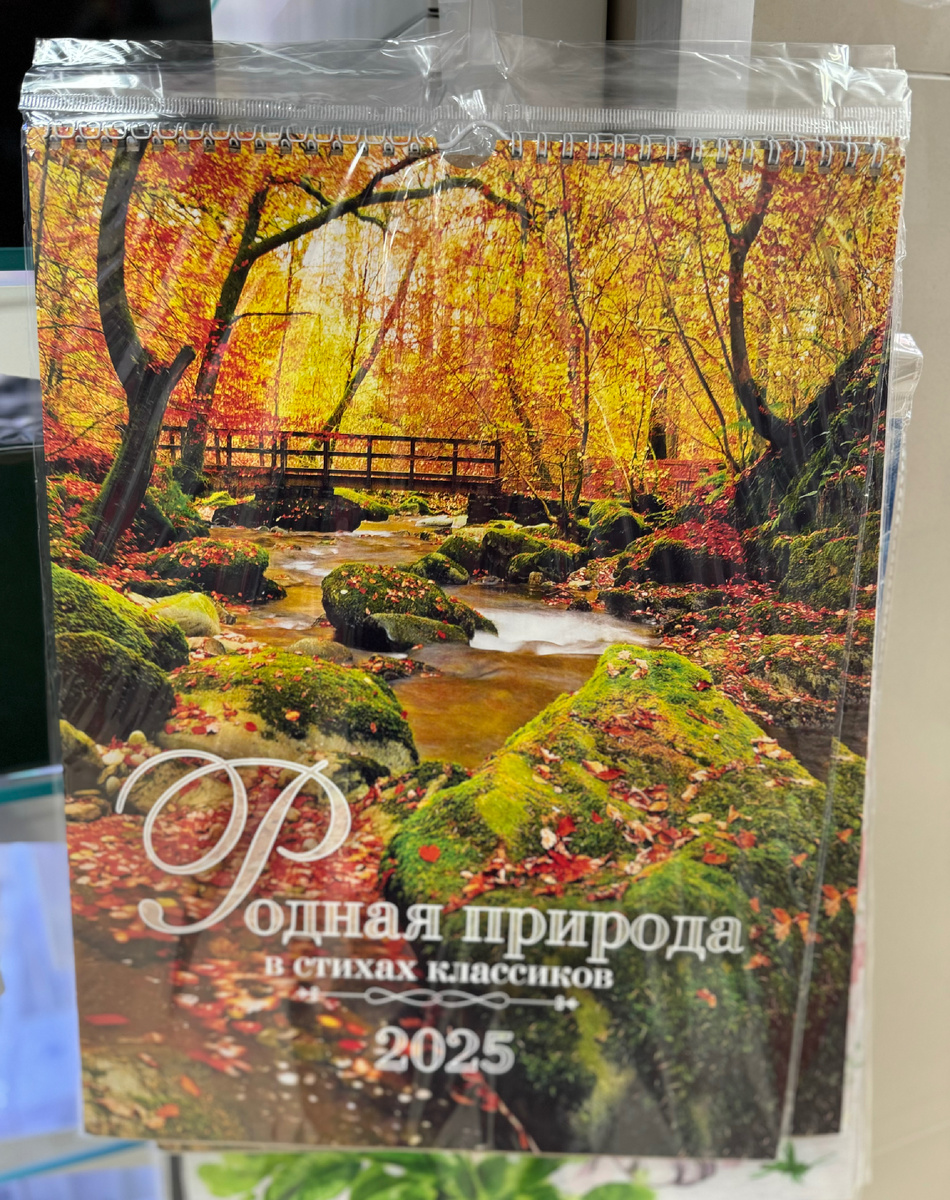 Родная природа
в стихах классиков
2025